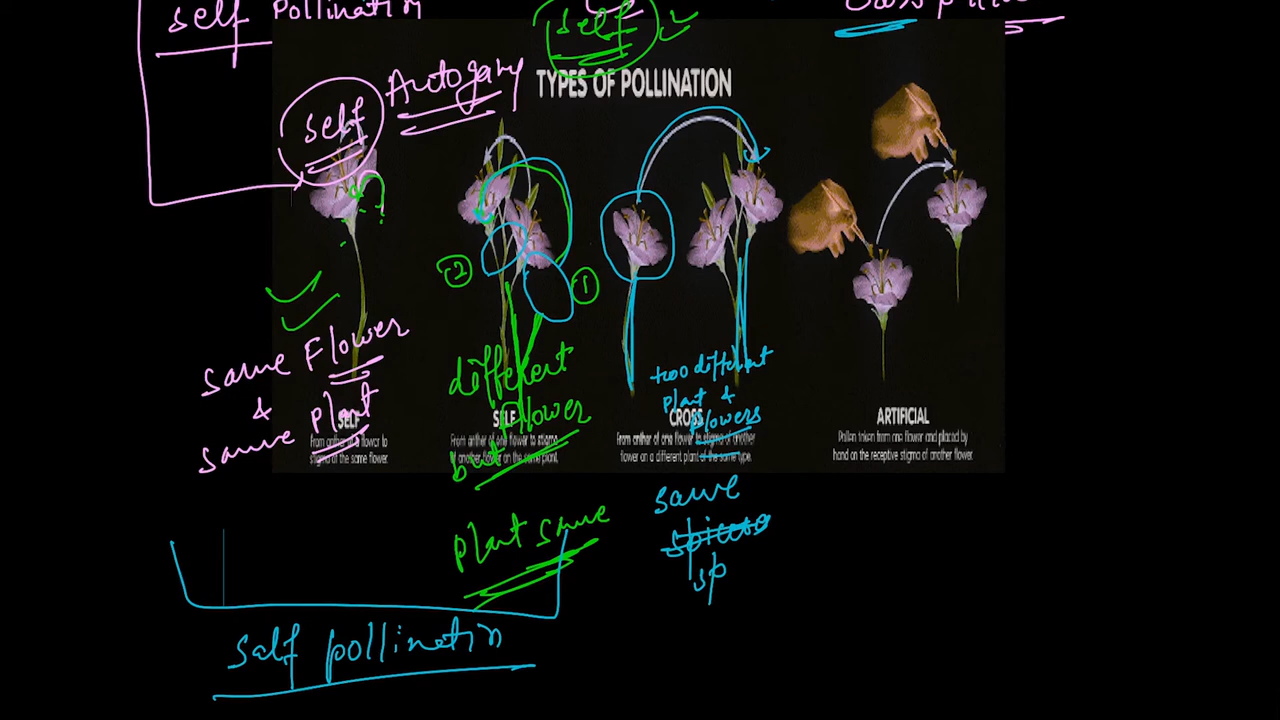 self Pollination
self
Autogamy
TYPES OF POLLINATION
self
2
1
same Flower
&
same plant
different
Flower
but
plant same
two different
plant &
flowers
same
sp
SELF
From anther of a flower to
stigma of the same flower.
SELF
From anther of one flower to stigma
of another flower on the same plant.
CROSS
From anther of one flower to stigma of another
flower on a different plant of the same type.
ARTIFICIAL
Pollen taken from one flower and placed by
hand on the receptive stigma of another flower.
self pollination